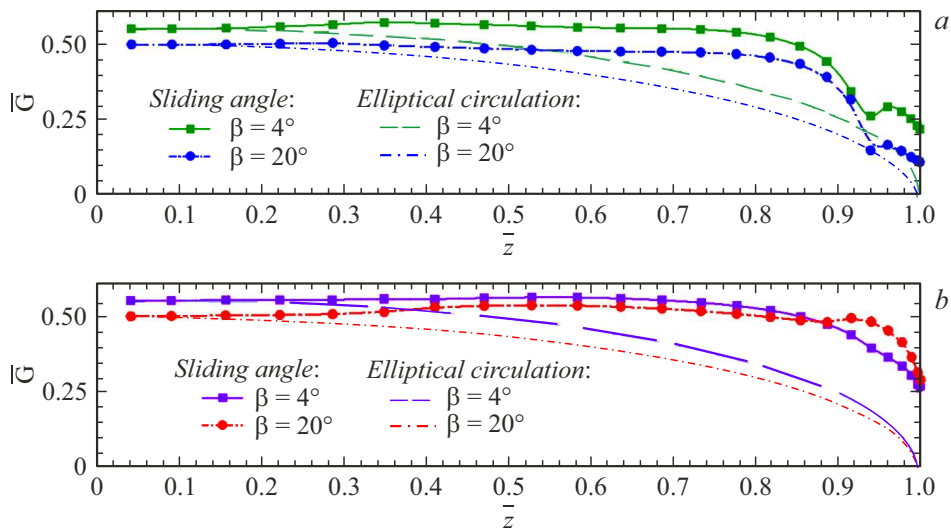 a
0.50
0.25
0
G̅
Sliding angle:
β = 4°
β = 20°
Elliptical circulation:
β = 4°
β = 20°
0 0.1 0.2 0.3 0.4 0.5 0.6 0.7 0.8 0.9 1.0
z̅
b
0.50
0.25
0
G̅
Sliding angle:
β = 4°
β = 20°
Elliptical circulation:
β = 4°
β = 20°
0 0.1 0.2 0.3 0.4 0.5 0.6 0.7 0.8 0.9 1.0
z̅